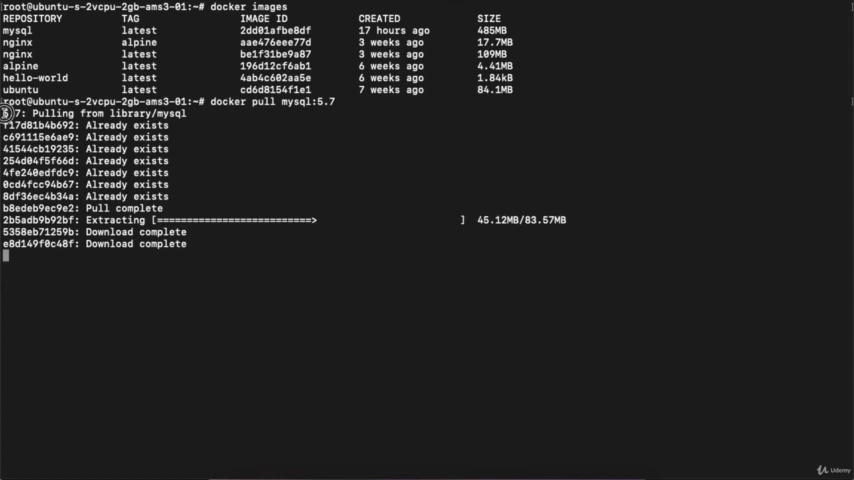 root@ubuntu-s-2vcpu-2gb-ams3-01:~# docker images
REPOSITORY TAG IMAGE ID CREATED SIZE
mysql latest 2dd01afbe8df 17 hours ago 485MB
nginx alpine aae476eee77d 3 weeks ago 17.7MB
nginx latest be1f31be9a87 3 weeks ago 109MB
alpine latest 196d12cf6ab1 6 weeks ago 4.41MB
hello-world latest 4ab4c602aa5e 6 weeks ago 1.84kB
ubuntu latest cd6d8154f1e1 7 weeks ago 84.1MB
root@ubuntu-s-2vcpu-2gb-ams3-01:~# docker pull mysql:5.7
5.7: Pulling from library/mysql
f17d81b4b692: Already exists
c691115e6ae9: Already exists
41544cb19235: Already exists
254d04f5f66d: Already exists
4fe240edfdc9: Already exists
0cd4fcc94b67: Already exists
8df36ec4b34a: Already exists
b8edeb9ec9e2: Pull complete
2b5adb9b92bf: Extracting [==========================> ] 45.12MB/83.57MB
5358eb71259b: Download complete
e8d149f0c48f: Download complete
Udemy